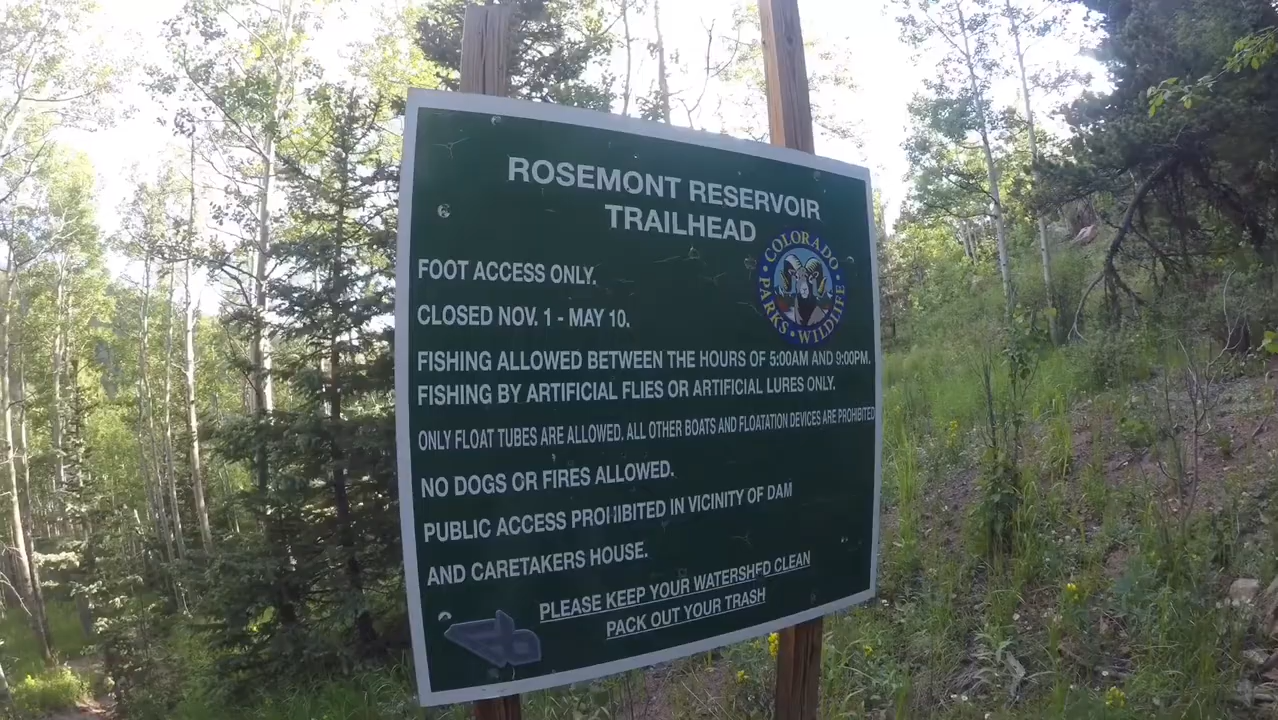 ROSEMONT RESERVOIR
TRAILHEAD
COLORADO
PARKS • WILDLIFE
FOOT ACCESS ONLY.
CLOSED NOV. 1 - MAY 10.
FISHING ALLOWED BETWEEN THE HOURS OF 5:00AM AND 9:00PM.
FISHING BY ARTIFICIAL FLIES OR ARTIFICIAL LURES ONLY.
ONLY FLOAT TUBES ARE ALLOWED. ALL OTHER BOATS AND FLOATATION DEVICES ARE PROHIBITED
NO DOGS OR FIRES ALLOWED.
PUBLIC ACCESS PROHIBITED IN VICINITY OF DAM
AND CARETAKERS HOUSE.
PLEASE KEEP YOUR WATERSHED CLEAN
PACK OUT YOUR TRASH